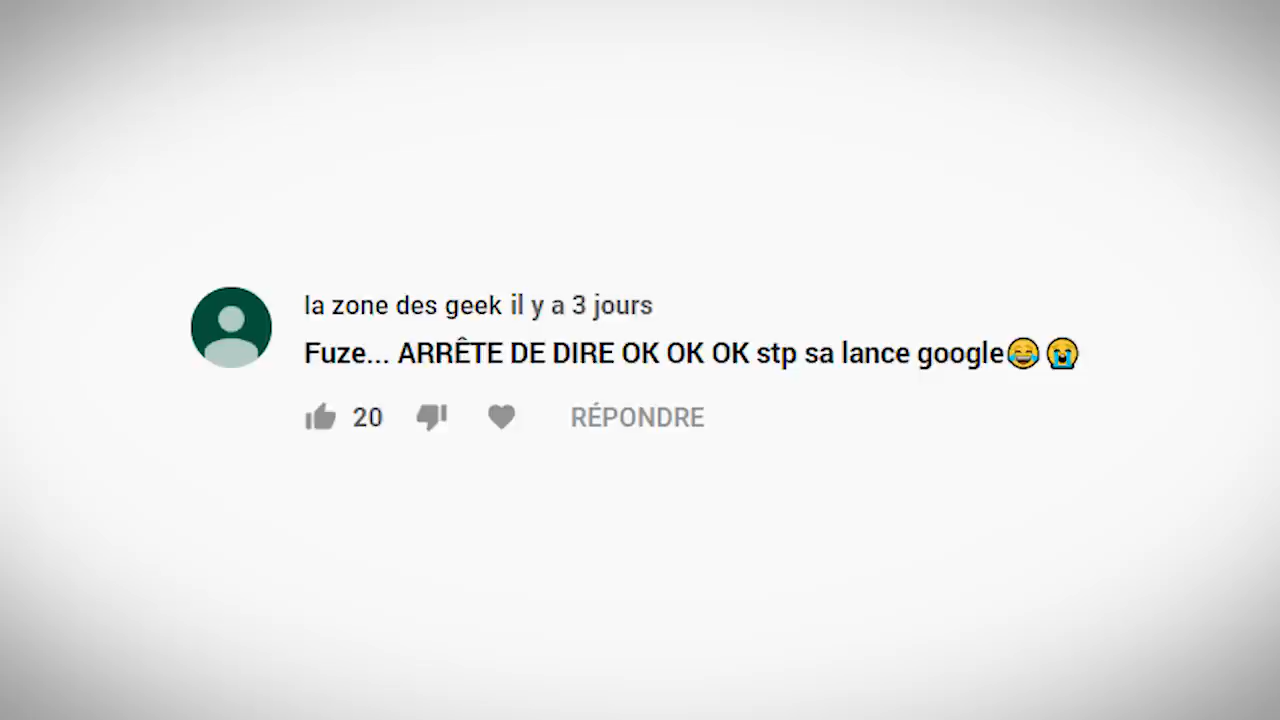 la zone des geek il y a 3 jours
Fuze... ARRÊTE DE DIRE OK OK OK stp sa lance google😂😭
20 RÉPONDRE